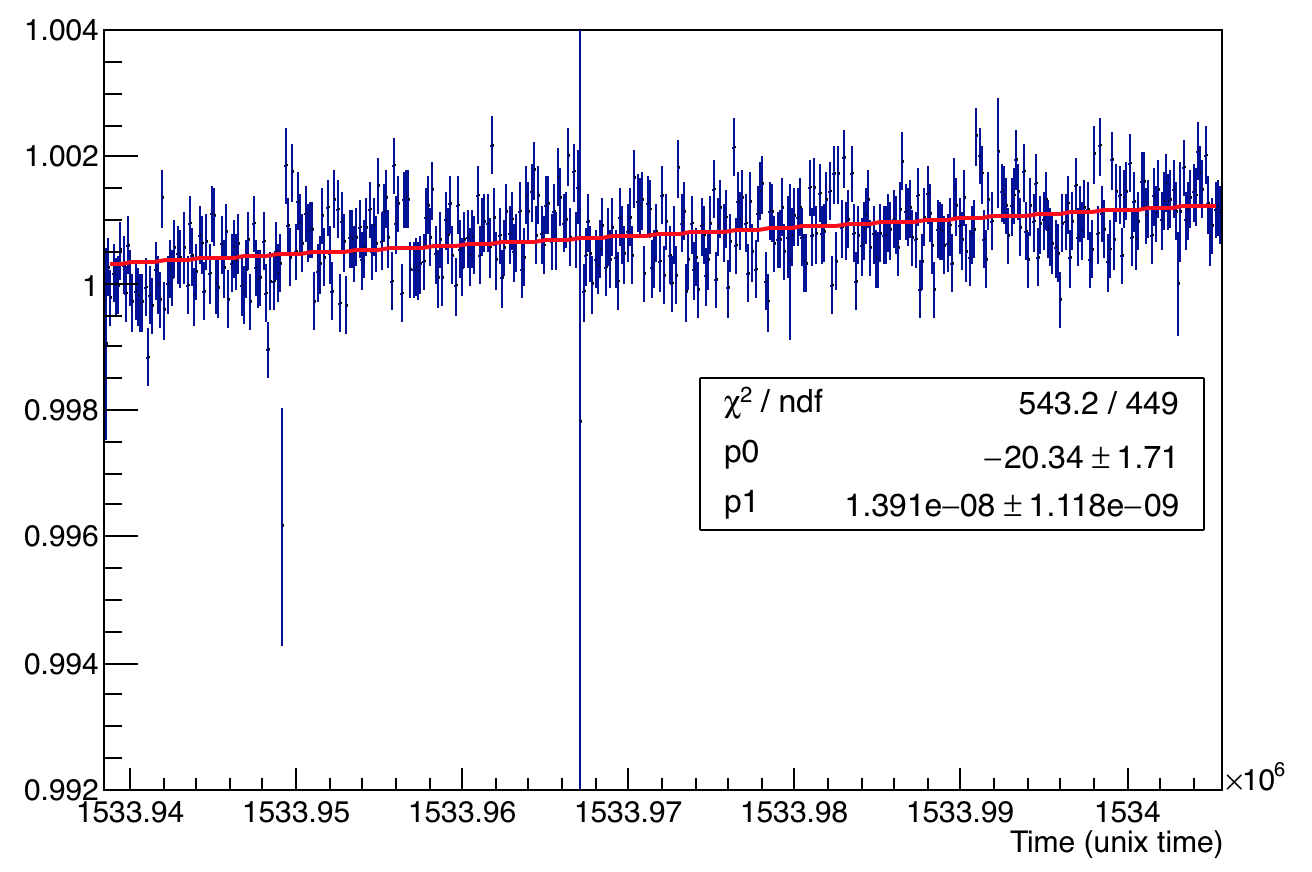 1.004
1.002
1
0.998
0.996
0.994
0.992
χ² / ndf 543.2 / 449
p0 −20.34 ± 1.71
p1 1.391e−08 ± 1.118e−09
1533.94 1533.95 1533.96 1533.97 1533.98 1533.99 1534 ×10⁶
Time (unix time)